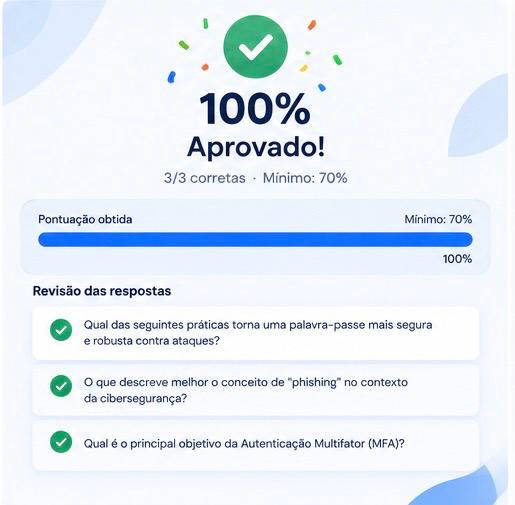 100%
Aprovado!
3/3 corretas · Mínimo: 70%
Pontuação obtida
Mínimo: 70%
100%
Revisão das respostas
Qual das seguintes práticas torna uma palavra-passe mais segura
e robusta contra ataques?
O que descreve melhor o conceito de "phishing" no contexto
da cibersegurança?
Qual é o principal objetivo da Autenticação Multifator (MFA)?